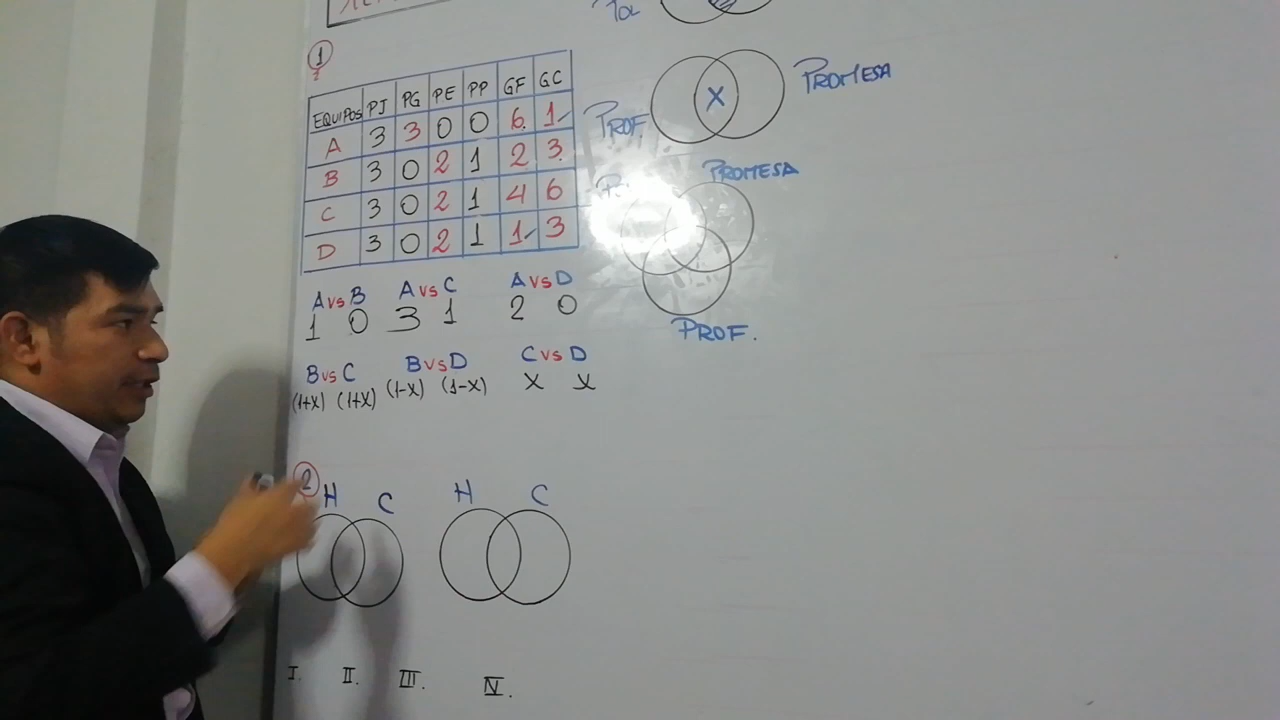 1
EQUIPOS PJ PG PE PP GF GC
A 3 3 0 0 6 1
B 3 0 2 1 2 3
C 3 0 2 1 4 6
D 3 0 2 1 1 3
A vs B A vs C A vs D
1 0 3 1 2 0
B vs C B vs D C vs D
(1+x) (1+x) (1-x) (1-x) x x
2
H C H C
I. II. III. IV.
PROMESA
X
PROF.
PROMESA
PROF.